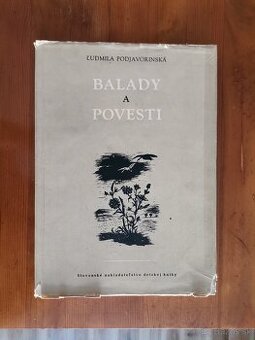 ĽUDMILA PODJAVORINSKÁ
BALADY
A
POVESTI
Slovenské nakladateľstvo detskej knihy